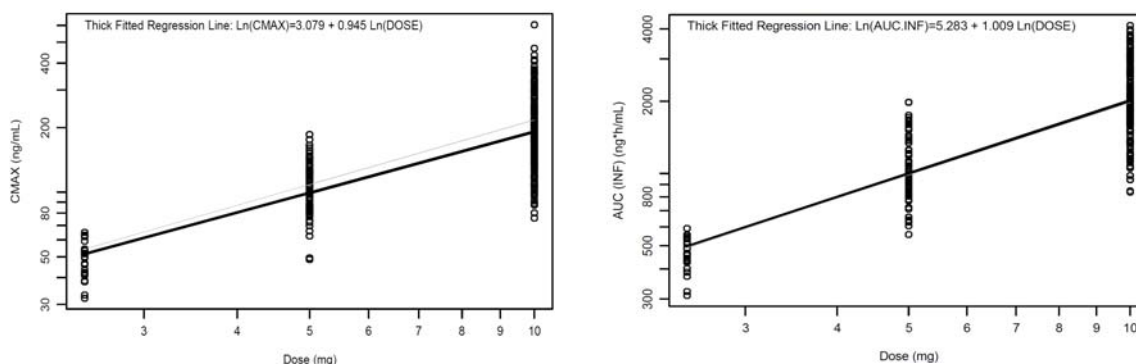 Thick Fitted Regression Line: Ln(CMAX)=3.079 + 0.945 Ln(DOSE)
CMAX (ng/mL)
400
200
80
50
30
3 4 5 6 7 8 9 10
Dose (mg)
Thick Fitted Regression Line: Ln(AUC.INF)=5.283 + 1.009 Ln(DOSE)
AUC (INF) (ng*h/mL)
4000
2000
800
500
300
3 4 5 6 7 8 9 10
Dose (mg)